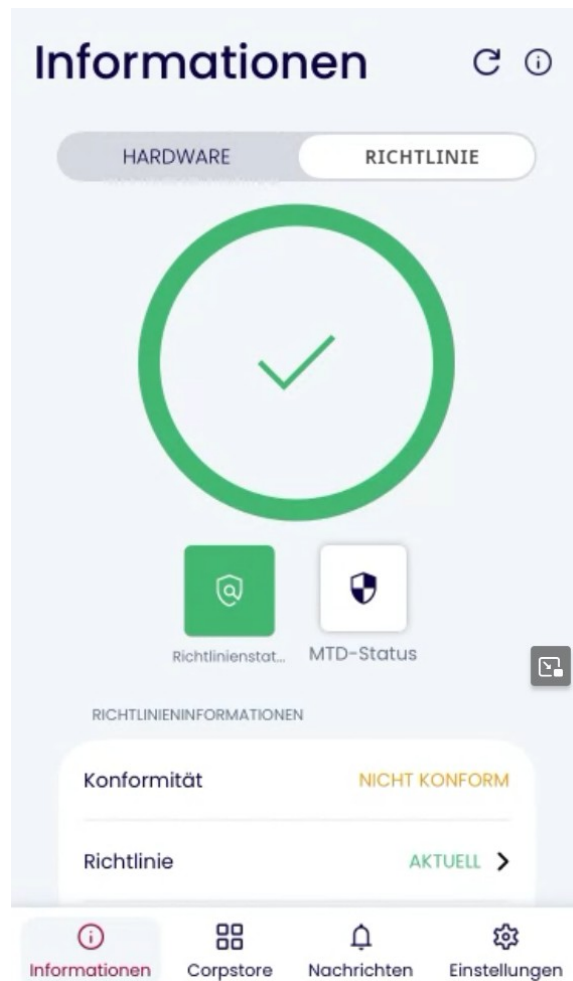 Informationen
HARDWARE RICHTLINIE
Richtlinienstat... MTD-Status
RICHTLINIENINFORMATIONEN
Konformität NICHT KONFORM
Richtlinie AKTUELL
Informationen Corpstore Nachrichten Einstellungen